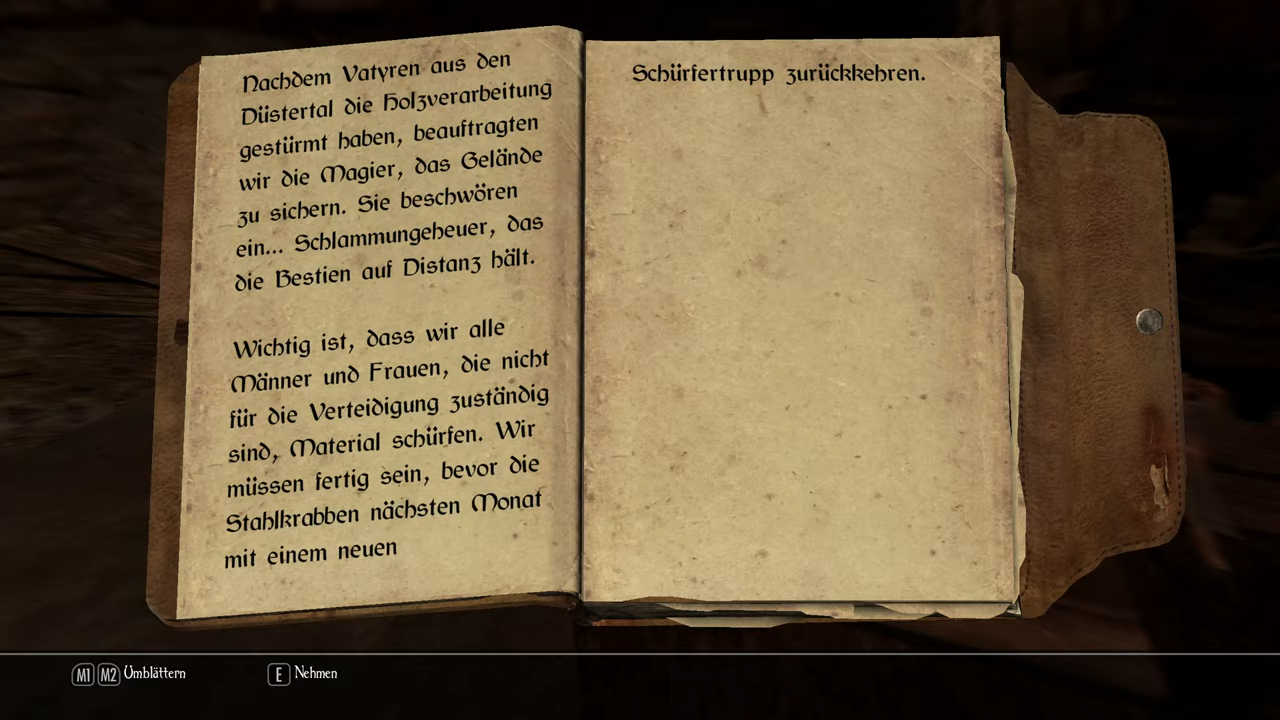 Nachdem Vatyren aus den
Düstertal die Holzverarbeitung
gestürmt haben, beauftragten
wir die Magier, das Gelände
zu sichern. Sie beschwören
ein... Schlammungeheuer, das
die Bestien auf Distanz hält.
Wichtig ist, dass wir alle
Männer und Frauen, die nicht
für die Verteidigung zuständig
sind, Material schürfen. Wir
müssen fertig sein, bevor die
Stahlkrabben nächsten Monat
mit einem neuen
Schürfertrupp zurückkehren.
M1 M2 Umblättern
E Nehmen